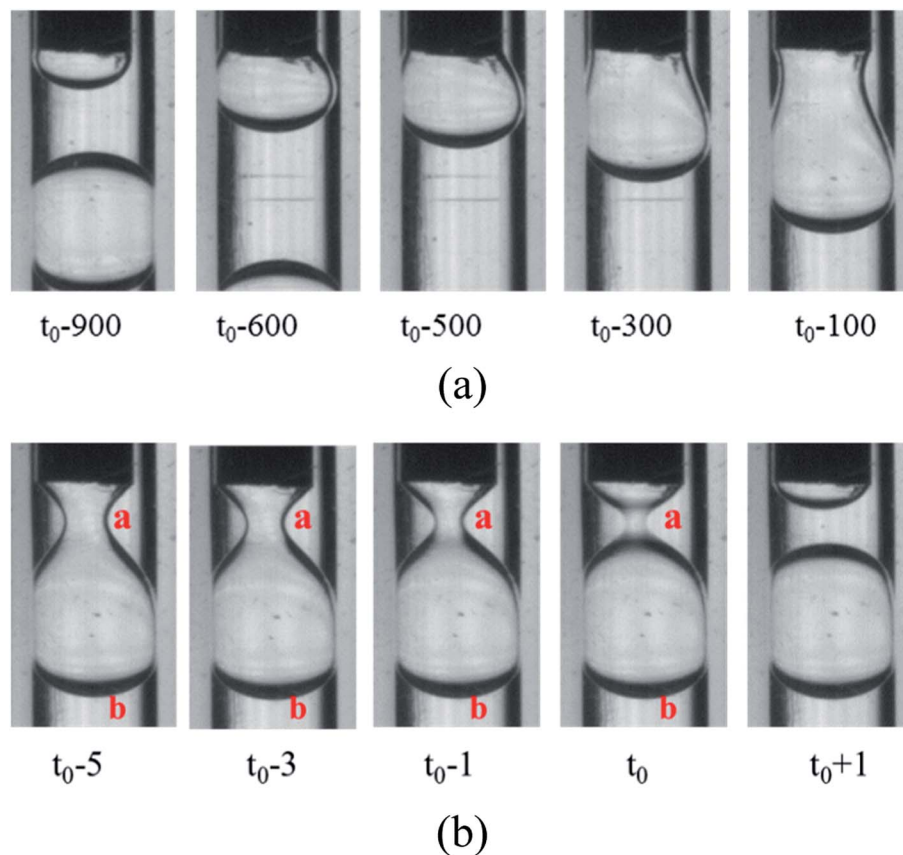 t₀-900 t₀-600 t₀-500 t₀-300 t₀-100
(a)
a a a a
b b b b
t₀-5 t₀-3 t₀-1 t₀ t₀+1
(b)